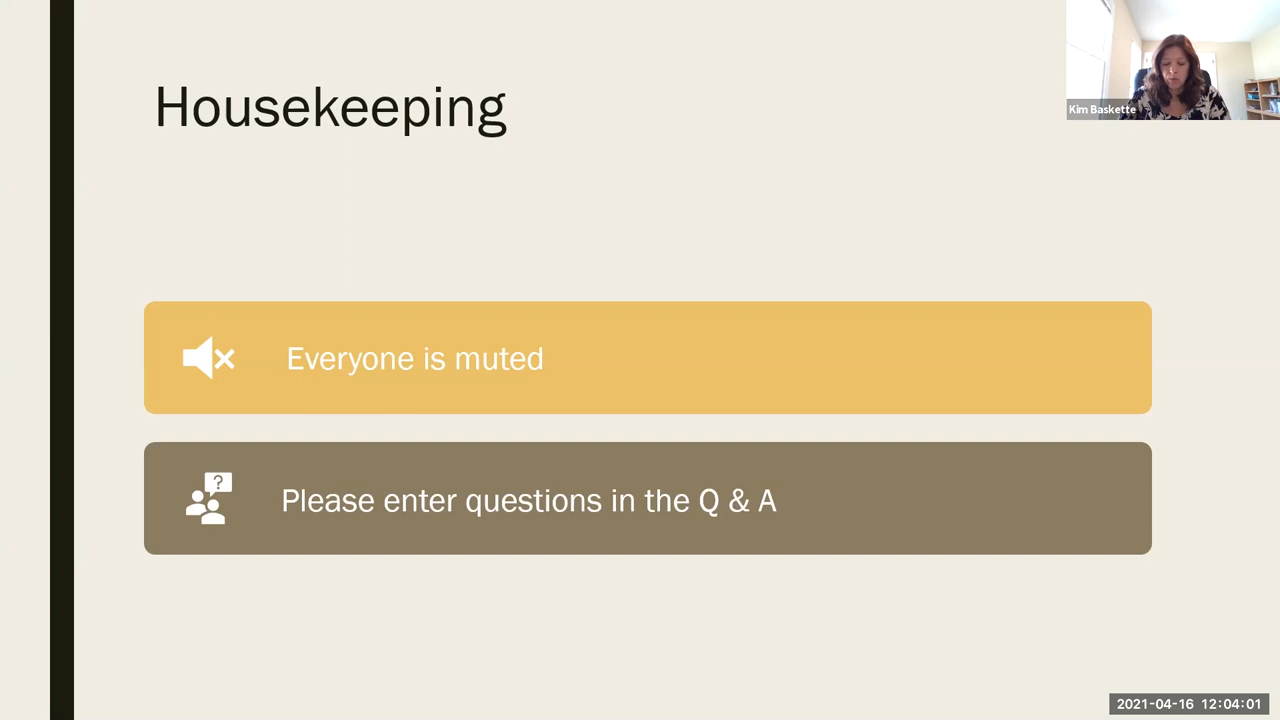 Housekeeping
Kim Baskette
Everyone is muted
?
Please enter questions in the Q & A
2021-04-16 12:04:01